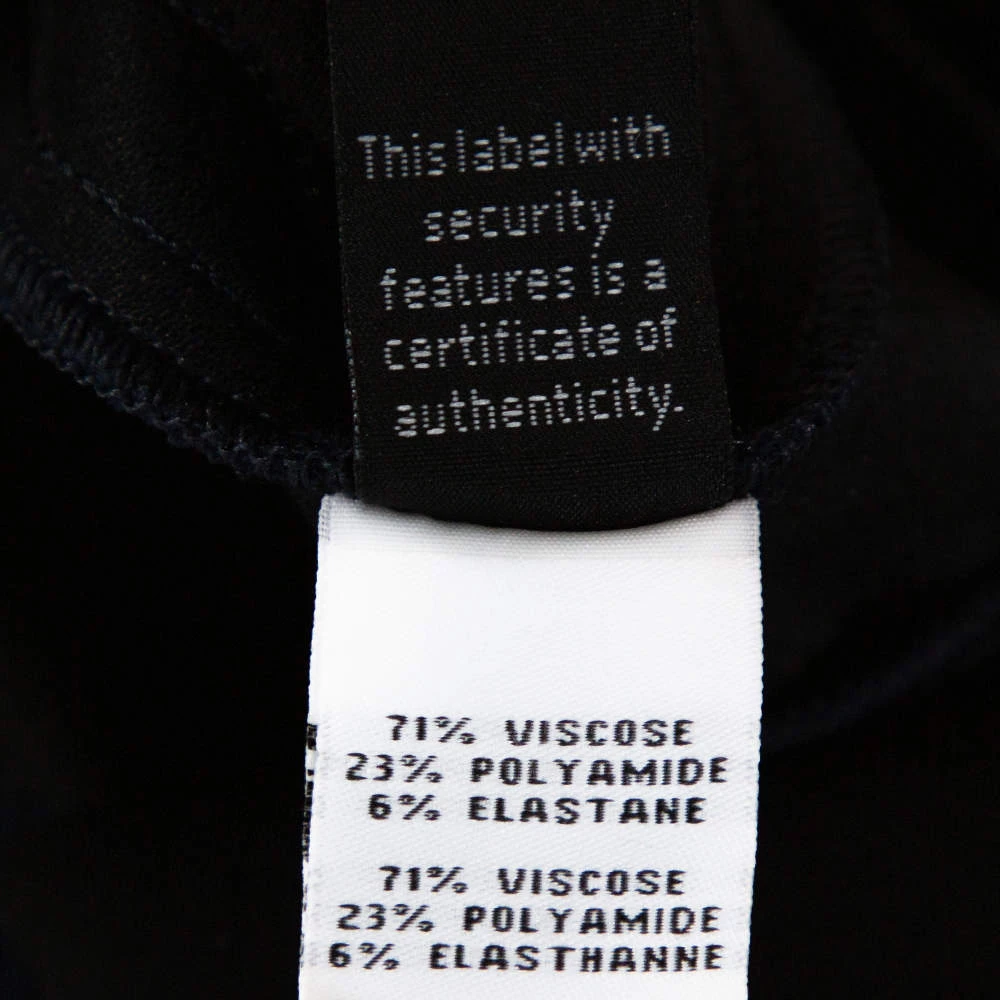 This label with
security
features is a
certificate of
authenticity.
71% VISCOSE
23% POLYAMIDE
6% ELASTANE
71% VISCOSE
23% POLYAMIDE
6% ELASTHANNE